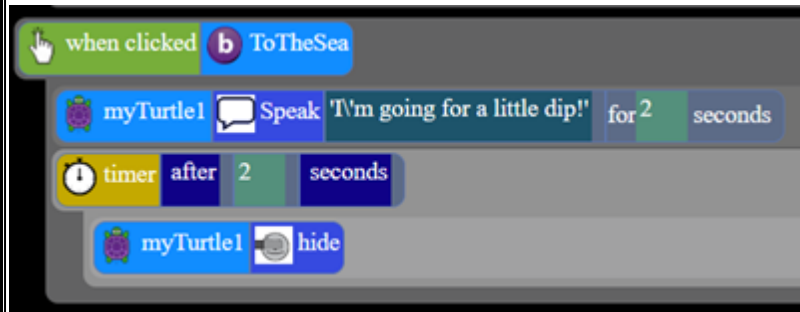 when clicked b ToTheSea
myTurtle1 Speak 'I\'m going for a little dip!' for 2 seconds
timer after 2 seconds
myTurtle1 hide